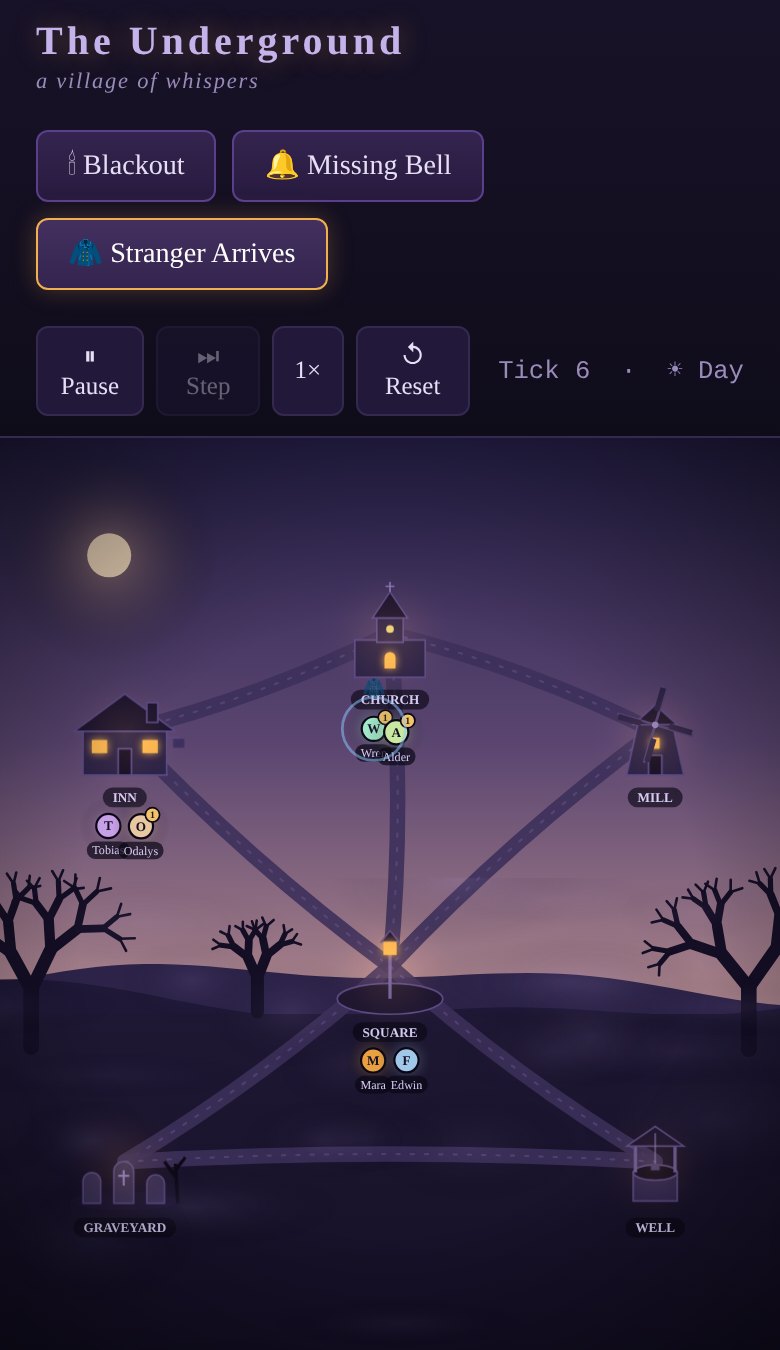 The Underground
a village of whispers
Blackout
Missing Bell
Stranger Arrives
Pause
Step
1×
Reset
Tick 6 · ☀ Day
CHURCH
W 1
A 1
Alder
INN
MILL
T
O 1
Tobia
Odalys
SQUARE
M
F
Mara
Edwin
GRAVEYARD
WELL